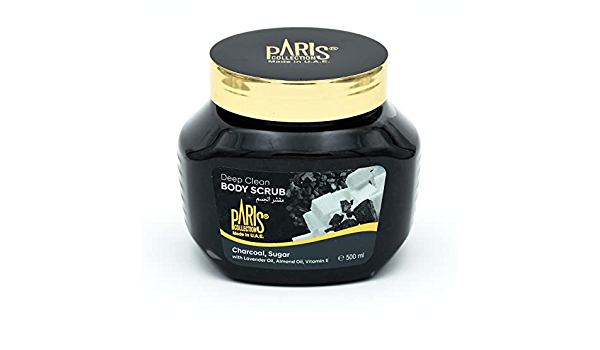 PARIS®
COLLECTION
Made in U.A.E.
Deep Clean
BODY SCRUB
مقشر الجسم
PARIS®
COLLECTION
Made in U.A.E.
Charcoal, Sugar
with Lavender Oil, Almond Oil, Vitamin E
℮ 500 ml